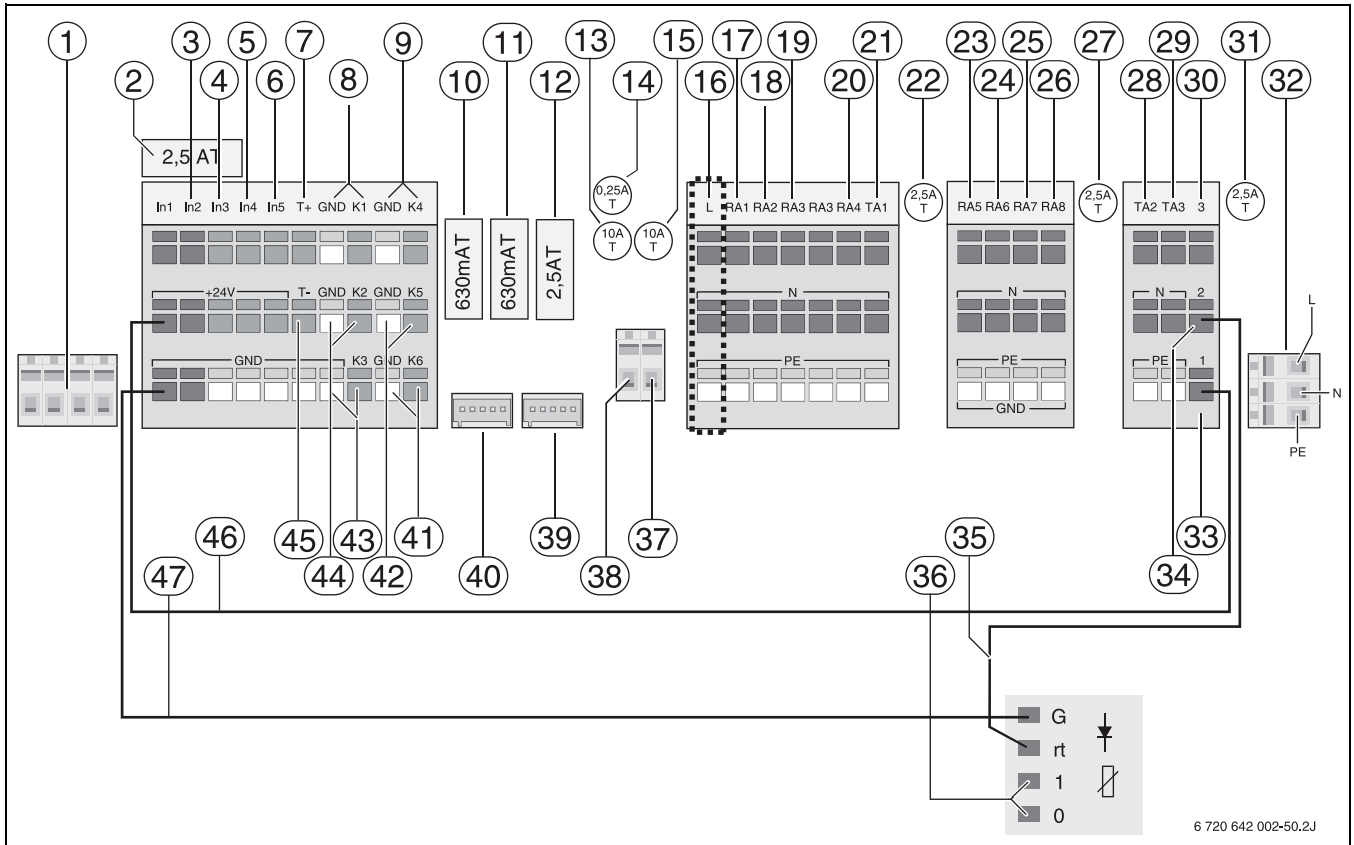 1 3 5 7 9 11 13 15 17 19 21 23 25 27 29 31
2 4 6 8 10 12 14 16 18 20 22 24 26 28 30 32
2,5 AT
0,25A T
10A T
10A T
630mAT
630mAT
2,5AT
In1 In2 In3 In4 In5 T+ GND K1 GND K4
L RA1 RA2 RA3 RA3 RA4 TA1
2,5A T
RA5 RA6 RA7 RA8
2,5A T
TA2 TA3 3
2,5A T
+24V T- GND K2 GND K5
N
N
N 2
L
GND K3 GND K6
PE
PE
GND
PE 1
N
PE
46 45 43 41 39 37 35 33
47 44 42 40 38 36 34
G
rt
1
0
6 720 642 002-50.2J